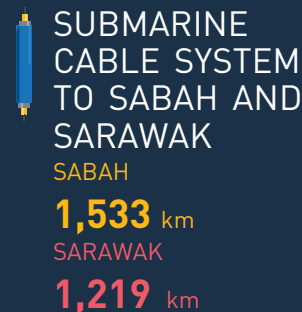 SUBMARINE
CABLE SYSTEM
TO SABAH AND
SARAWAK
SABAH
1,533 km
SARAWAK
1,219 km